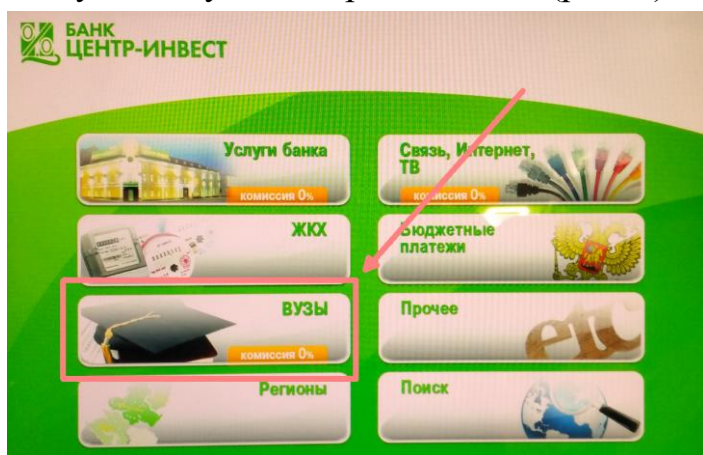 БАНК
ЦЕНТР-ИНВЕСТ
Услуги банка
комиссия 0%
Связь, Интернет,
ТВ
комиссия 0%
ЖКХ
Бюджетные
платежи
ВУЗЫ
комиссия 0%
Прочее
etc
Регионы
Поиск